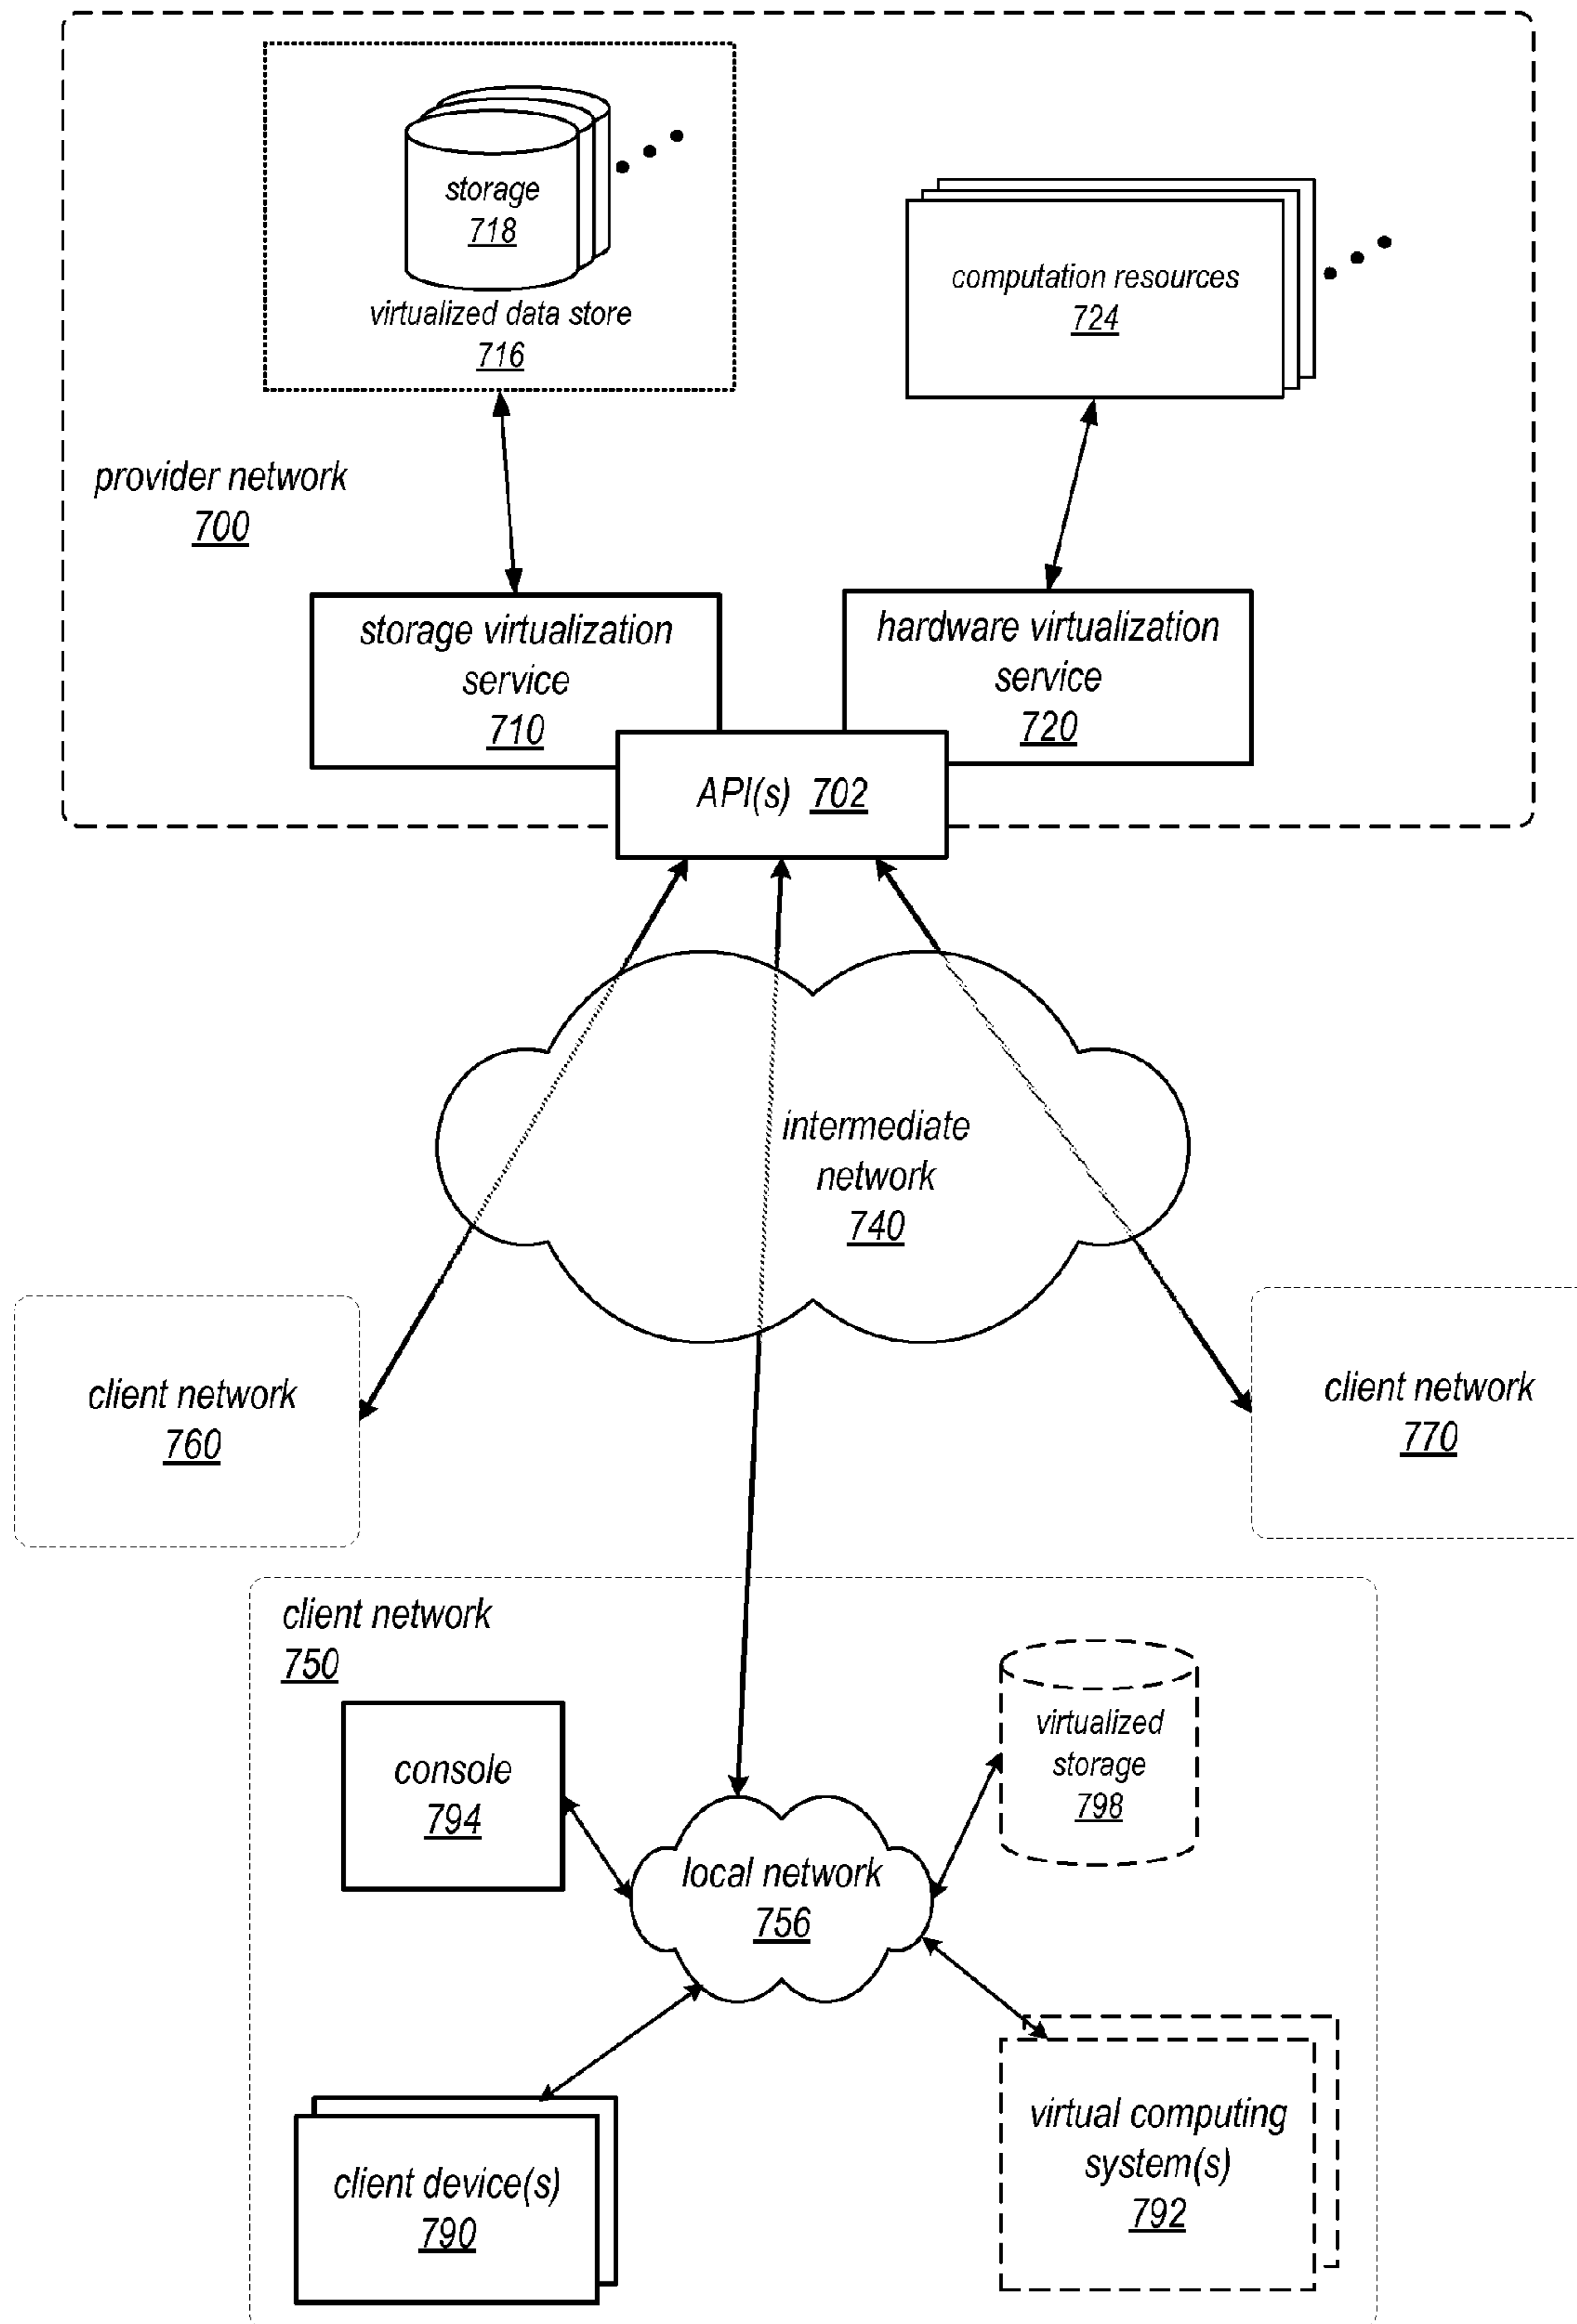 storage
718
virtualized data store
716
computation resources
724
provider network
700
storage virtualization
service
710
hardware virtualization
service
720
API(s) 702
intermediate
network
740
client network
760
client network
770
client network
750
console
794
virtualized
storage
798
local network
756
client device(s)
790
virtual computing
system(s)
792